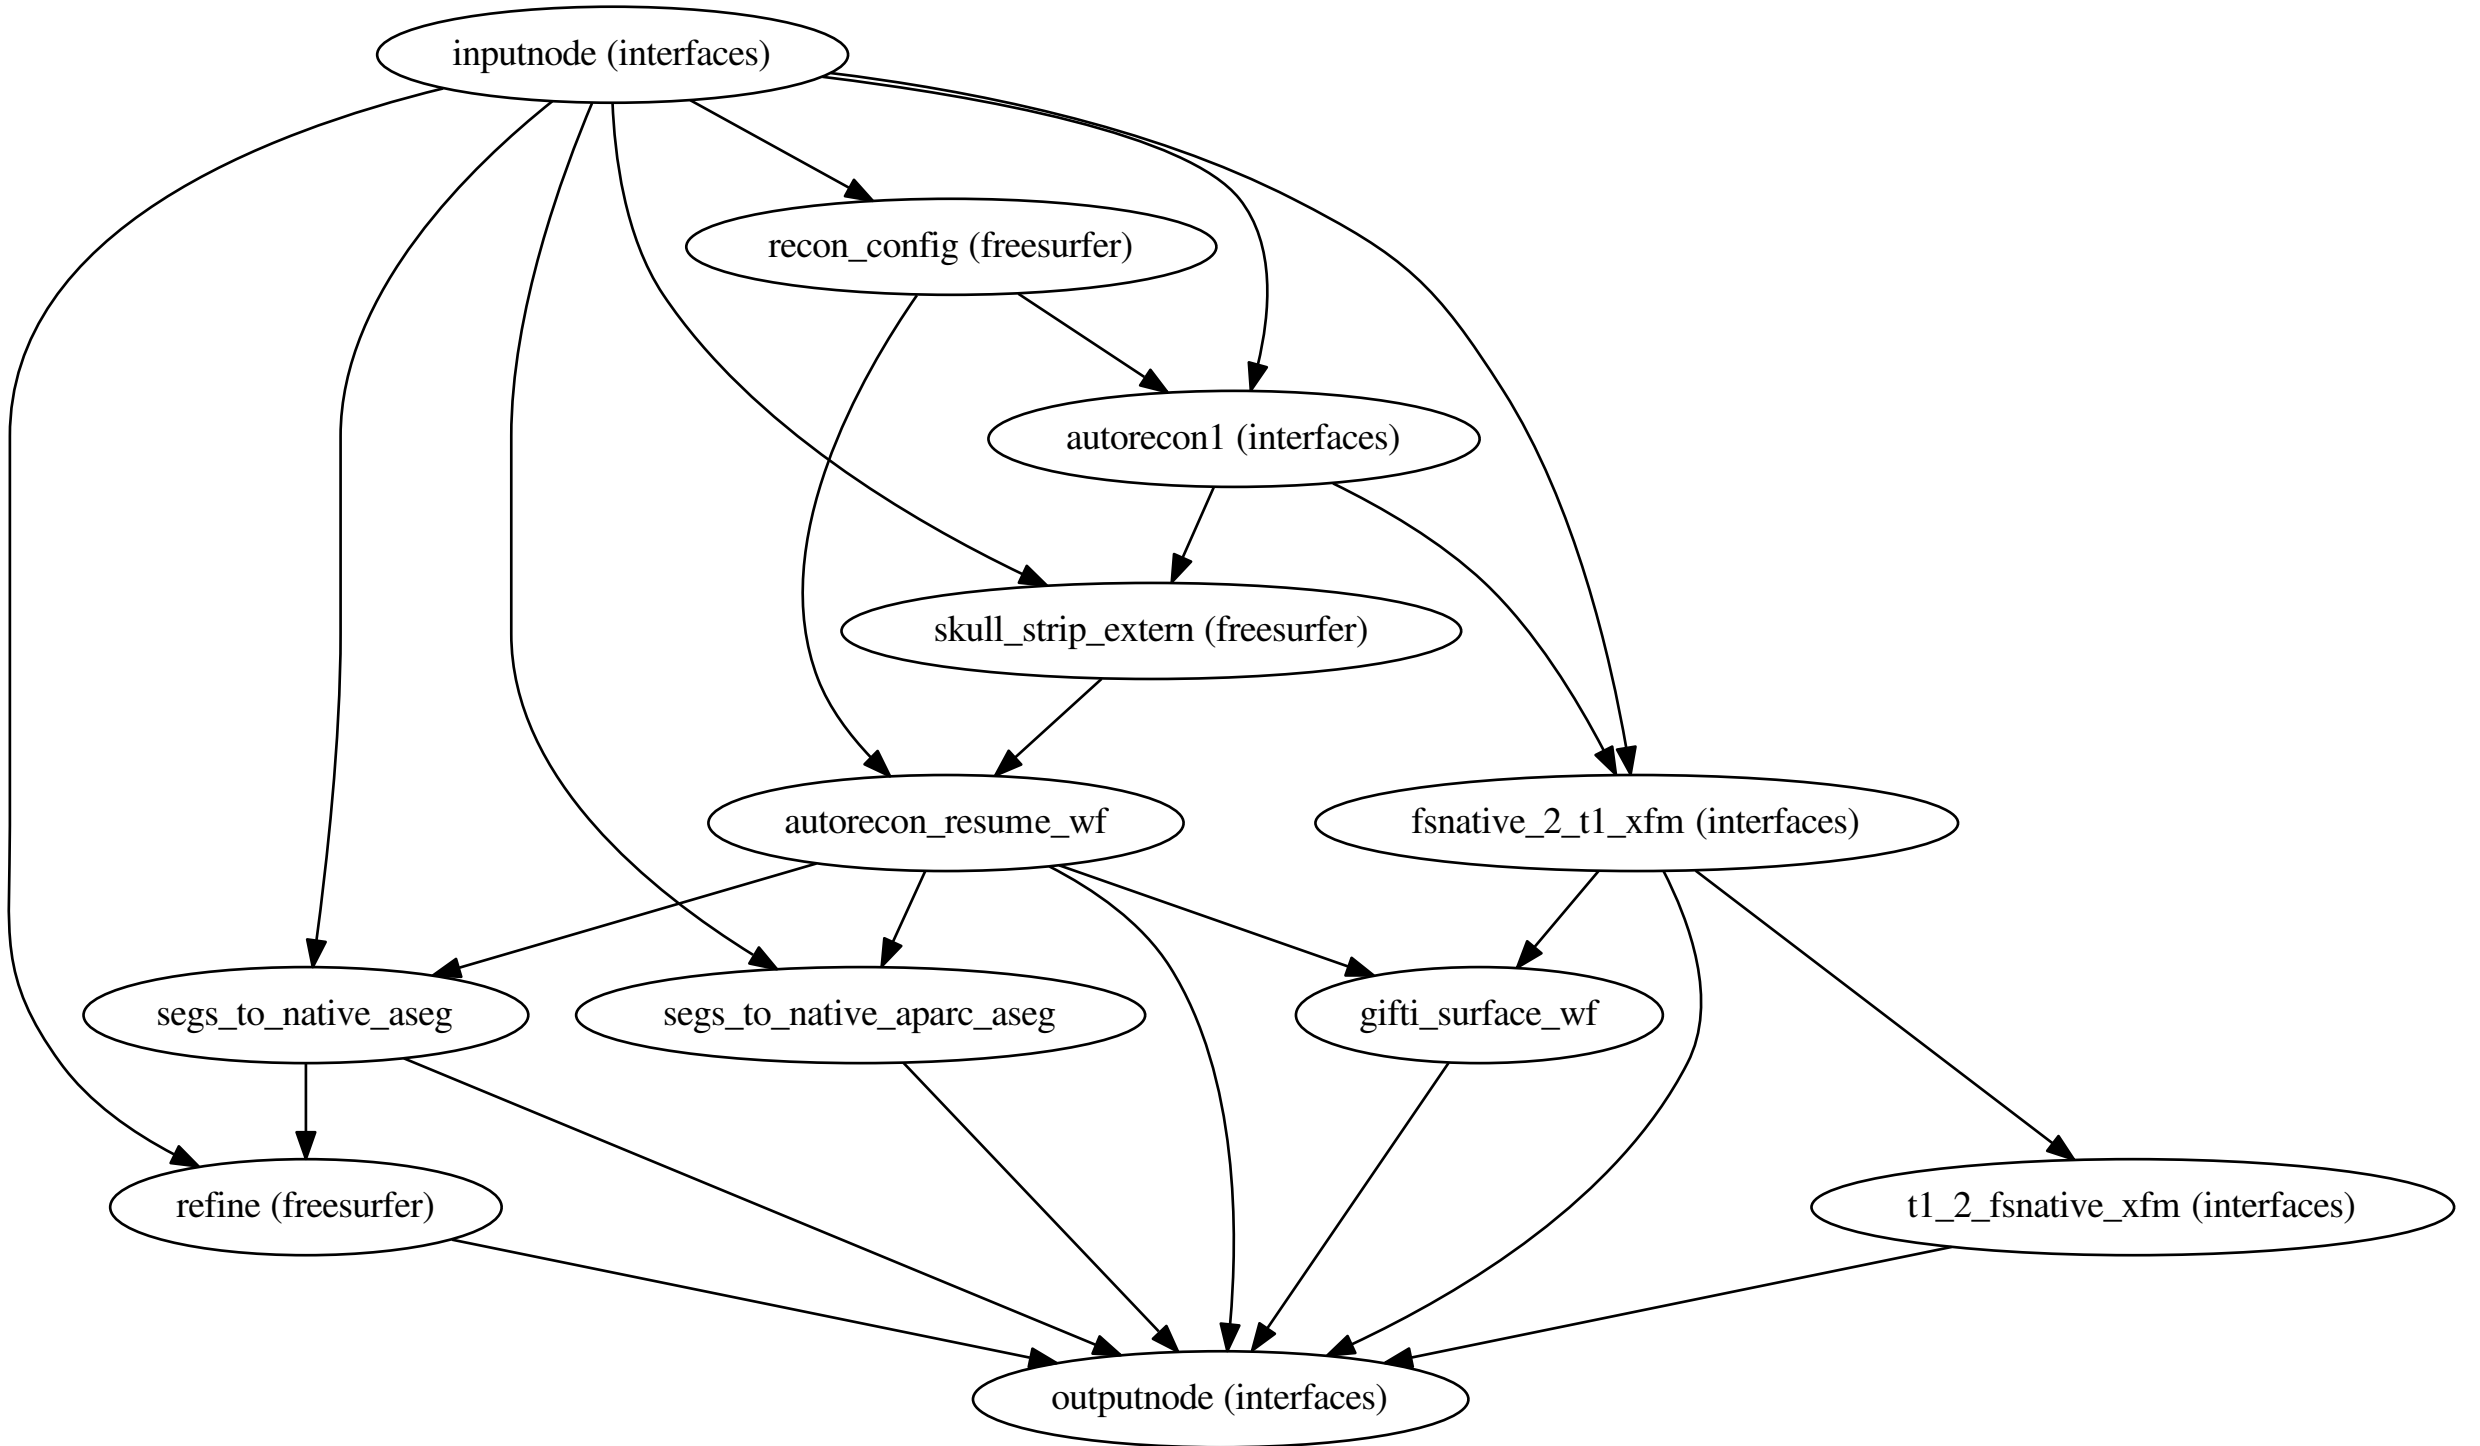 inputnode (interfaces)
recon_config (freesurfer)
autorecon1 (interfaces)
skull_strip_extern (freesurfer)
autorecon_resume_wf
fsnative_2_t1_xfm (interfaces)
segs_to_native_aseg
segs_to_native_aparc_aseg
gifti_surface_wf
refine (freesurfer)
t1_2_fsnative_xfm (interfaces)
outputnode (interfaces)